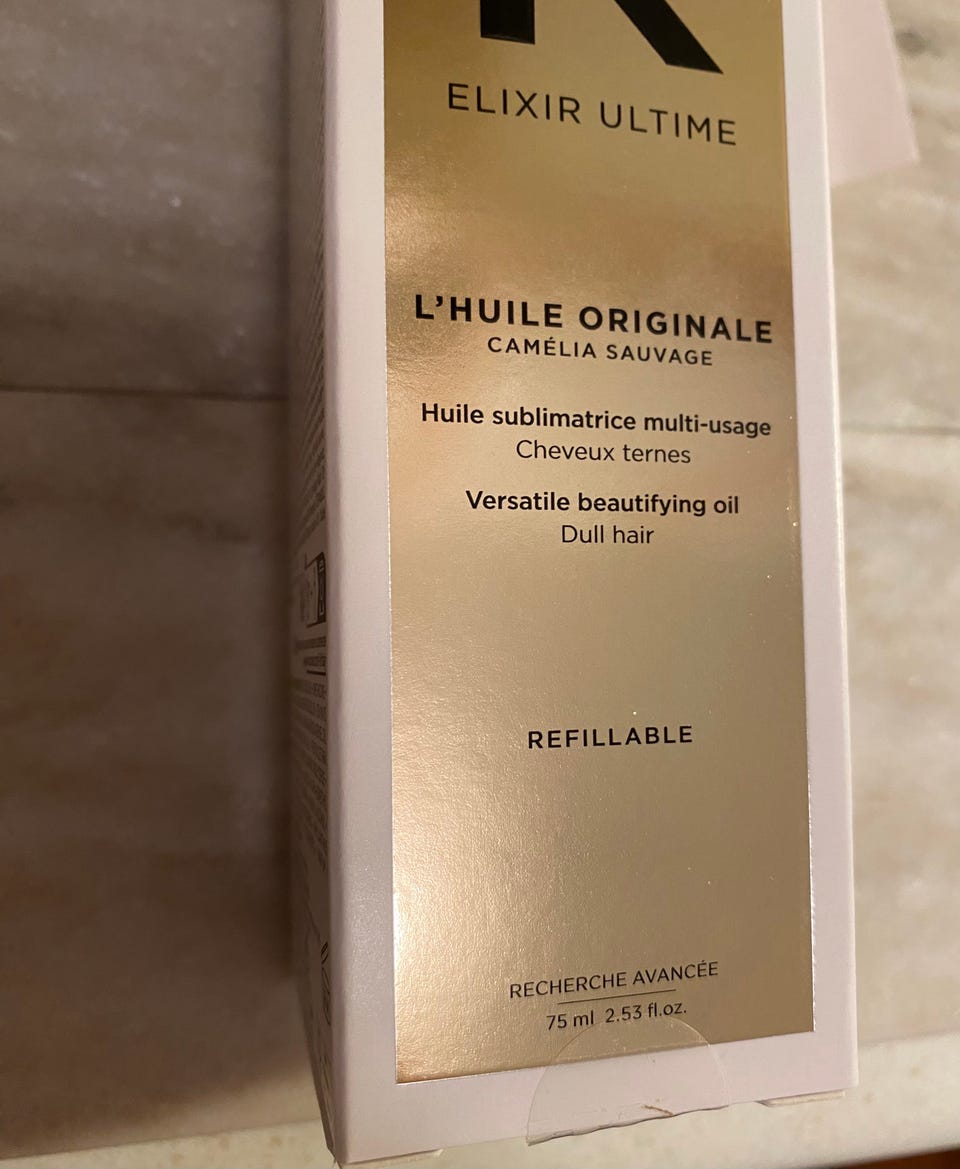 K
ELIXIR ULTIME
L'HUILE ORIGINALE
CAMÉLIA SAUVAGE
Huile sublimatrice multi-usage
Cheveux ternes
Versatile beautifying oil
Dull hair
REFILLABLE
RECHERCHE AVANCÉE
75 ml 2.53 fl.oz.